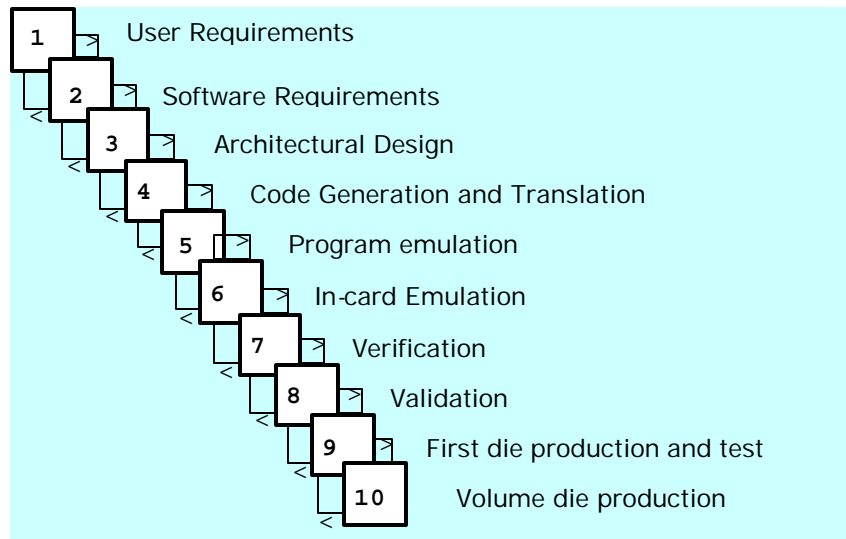 1 > User Requirements
2 > Software Requirements
<
3 > Architectural Design
<
4 > Code Generation and Translation
<
5 > Program emulation
<
6 > In-card Emulation
<
7 > Verification
<
8 > Validation
<
9 > First die production and test
<
10 Volume die production
<